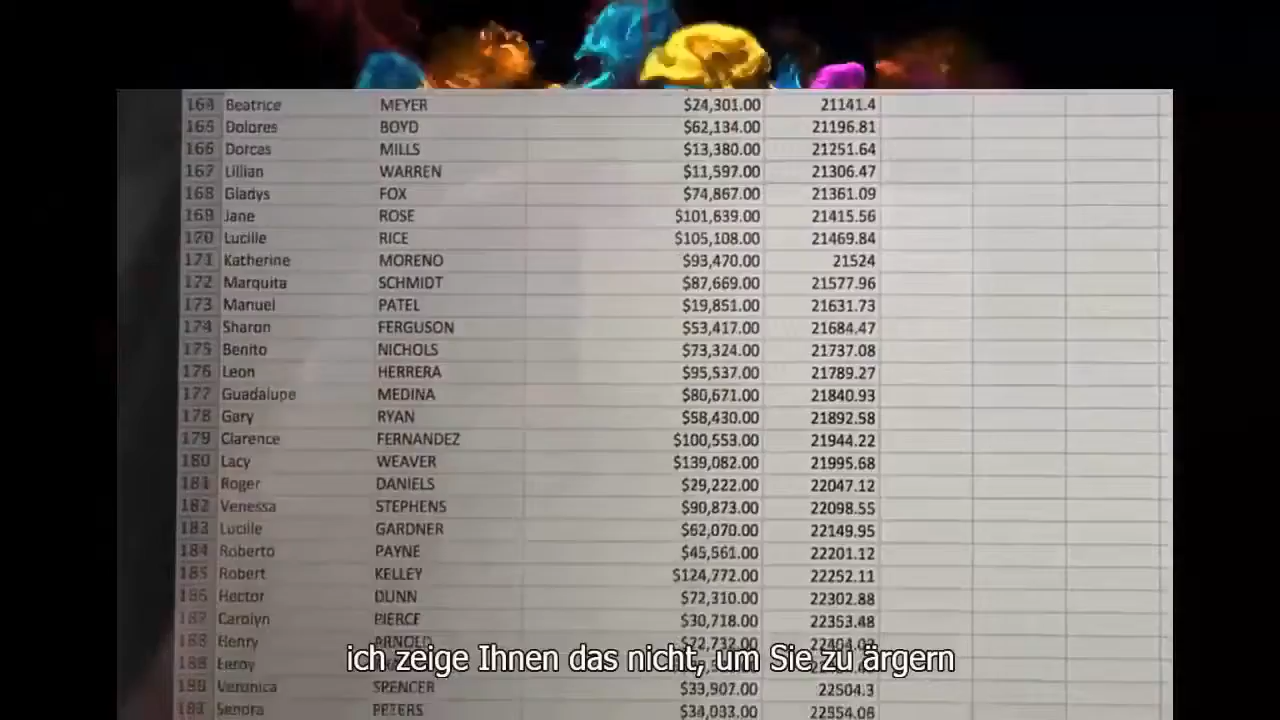 164 Beatrice MEYER $24,301.00 21141.4
165 Dolores BOYD $62,134.00 21196.81
166 Dorcas MILLS $13,380.00 21251.64
167 Lillian WARREN $11,597.00 21306.47
168 Gladys FOX $74,867.00 21361.09
169 Jane ROSE $101,639.00 21415.56
170 Lucille RICE $105,108.00 21469.84
171 Katherine MORENO $93,470.00 21524
172 Marquita SCHMIDT $87,669.00 21577.96
173 Manuel PATEL $19,851.00 21631.73
174 Sharon FERGUSON $53,417.00 21684.47
175 Benito NICHOLS $73,324.00 21737.08
176 Leon HERRERA $95,537.00 21789.27
177 Guadalupe MEDINA $80,671.00 21840.93
178 Gary RYAN $58,430.00 21892.58
179 Clarence FERNANDEZ $100,553.00 21944.22
180 Lacy WEAVER $139,082.00 21995.68
181 Roger DANIELS $29,222.00 22047.12
182 Venessa STEPHENS $90,873.00 22098.55
183 Lucille GARDNER $62,070.00 22149.95
184 Roberto PAYNE $45,561.00 22201.12
185 Robert KELLEY $124,772.00 22252.11
186 Hector DUNN $72,310.00 22302.88
187 Carolyn PIERCE $30,718.00 22353.48
188 Henry ARNOLD
Leroy
ich zeige Ihnen das nicht, um Sie zu ärgern
Veronica SPENCER $33,907.00 22504.3
PETERS $34,033.00 22554.06